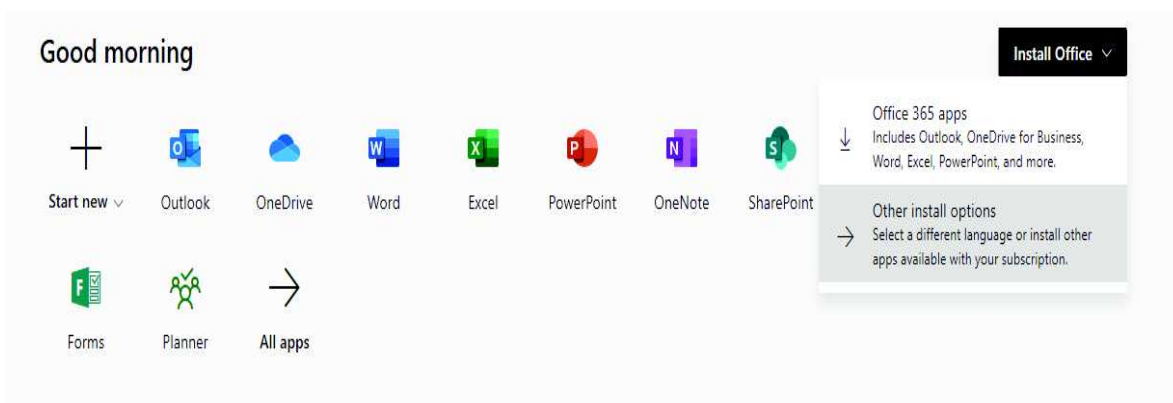 Good morning
Install Office
Office 365 apps
Includes Outlook, OneDrive for Business,
Word, Excel, PowerPoint, and more.
Other install options
Select a different language or install other
apps available with your subscription.
O
W
X
P
N
S
Start new
Outlook
OneDrive
Word
Excel
PowerPoint
OneNote
SharePoint
F
Forms
Planner
All apps